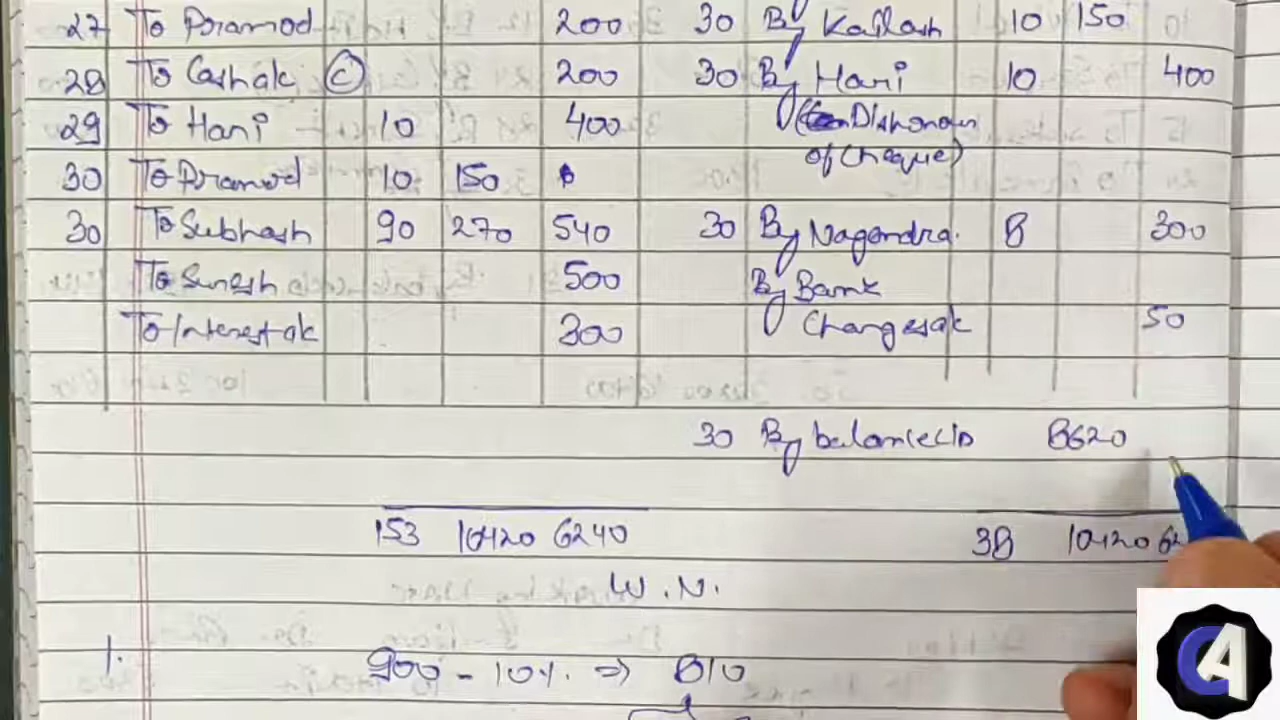 27 To Pramod 200 30 By Kailash 10 150
28 To Cash a/c (C) 200 30 By Hari 10 400
29 To Hari 10 400 (Dishonour
of Cheque)
30 To Pramod 10 150
30 To Subhash 90 270 540 30 By Nagendra. 8 300
To Suresh 500 By Bank
To Interest a/c 300 Charges a/c 50
30 By balance c/D 8620
153 10420 6240 38 10420
W.N.
1. 900 - 10% => 810
CA